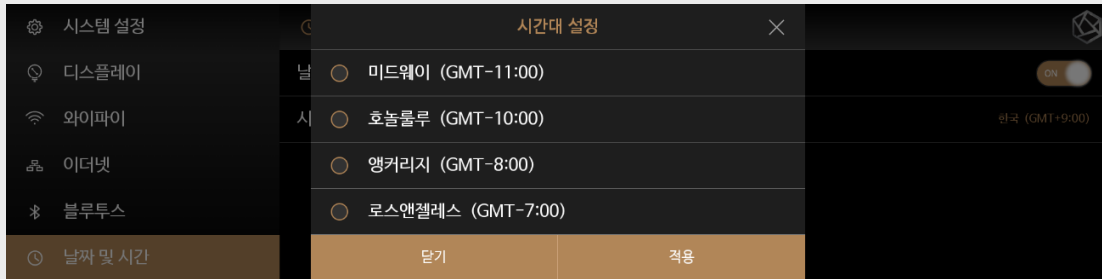 시스템 설정
디스플레이
와이파이
이더넷
블루투스
날짜 및 시간
시간대 설정
날
ON
시
한국 (GMT+9:00)
미드웨이 (GMT-11:00)
호놀룰루 (GMT-10:00)
앵커리지 (GMT-8:00)
로스앤젤레스 (GMT-7:00)
닫기
적용